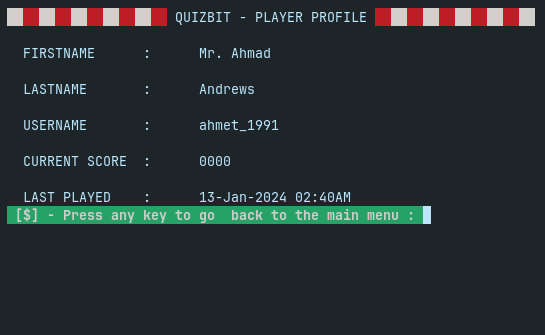 QUIZBIT - PLAYER PROFILE
FIRSTNAME : Mr. Ahmad
LASTNAME : Andrews
USERNAME : ahmet_1991
CURRENT SCORE : 0000
LAST PLAYED : 13-Jan-2024 02:40AM
[$] - Press any key to go  back to the main menu :